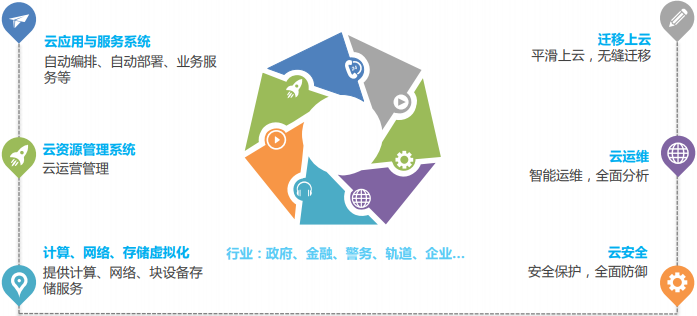 云应用与服务系统
自动编排、自动部署、业务服
务等
云资源管理系统
云运营管理
计算、网络、存储虚拟化
提供计算、网络、块设备存
储服务
24
行业：政府、金融、警务、轨道、企业...
迁移上云
平滑上云，无缝迁移
云运维
智能运维，全面分析
云安全
安全保护，全面防御